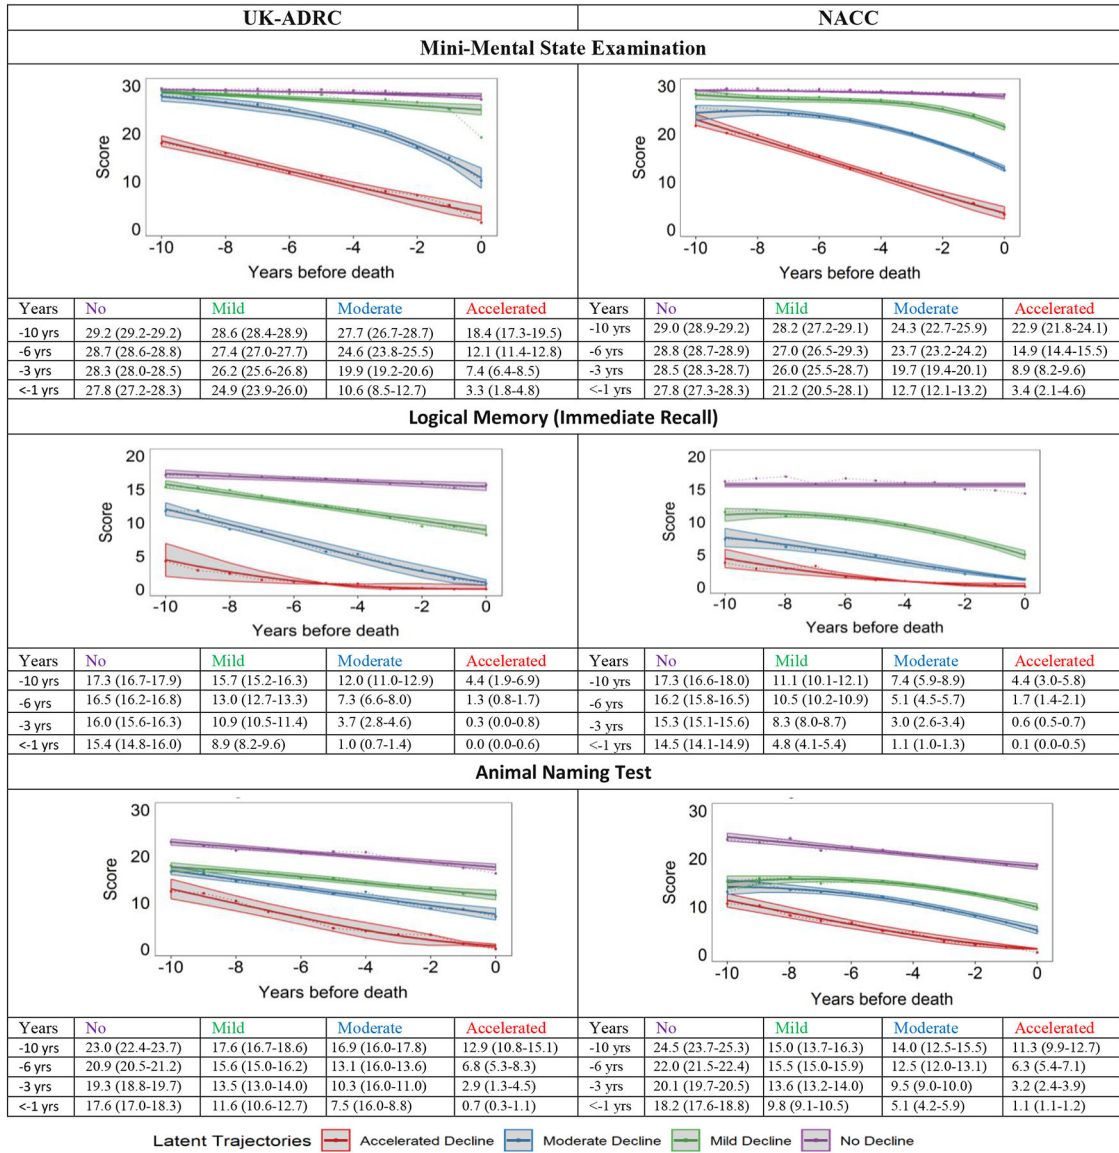 UK-ADRC NACC
Mini-Mental State Examination
30 30
20 20
Score Score
10 10
0 0
-10 -8 -6 -4 -2 0 -10 -8 -6 -4 -2 0
Years before death Years before death
Years No Mild Moderate Accelerated Years No Mild Moderate Accelerated
-10 yrs 29.2 (29.2-29.2) 28.6 (28.4-28.9) 27.7 (26.7-28.7) 18.4 (17.3-19.5) -10 yrs 29.0 (28.9-29.2) 28.2 (27.2-29.1) 24.3 (22.7-25.9) 22.9 (21.8-24.1)
-6 yrs 28.7 (28.6-28.8) 27.4 (27.0-27.7) 24.6 (23.8-25.5) 12.1 (11.4-12.8) -6 yrs 28.8 (28.7-28.9) 27.0 (26.5-29.3) 23.7 (23.2-24.2) 14.9 (14.4-15.5)
-3 yrs 28.3 (28.0-28.5) 26.2 (25.6-26.8) 19.9 (19.2-20.6) 7.4 (6.4-8.5) -3 yrs 28.5 (28.3-28.7) 26.0 (25.5-28.7) 19.7 (19.4-20.1) 8.9 (8.2-9.6)
<-1 yrs 27.8 (27.2-28.3) 24.9 (23.9-26.0) 10.6 (8.5-12.7) 3.3 (1.8-4.8) <-1 yrs 27.8 (27.3-28.3) 21.2 (20.5-28.1) 12.7 (12.1-13.2) 3.4 (2.1-4.6)
Logical Memory (Immediate Recall)
20 20
15 15
Score Score
10 10
5 5
0 0
-10 -8 -6 -4 -2 0 -10 -8 -6 -4 -2 0
Years before death Years before death
Years No Mild Moderate Accelerated Years No Mild Moderate Accelerated
-10 yrs 17.3 (16.7-17.9) 15.7 (15.2-16.3) 12.0 (11.0-12.9) 4.4 (1.9-6.9) -10 yrs 17.3 (16.6-18.0) 11.1 (10.1-12.1) 7.4 (5.9-8.9) 4.4 (3.0-5.8)
-6 yrs 16.5 (16.2-16.8) 13.0 (12.7-13.3) 7.3 (6.6-8.0) 1.3 (0.8-1.7) -6 yrs 16.2 (15.8-16.5) 10.5 (10.2-10.9) 5.1 (4.5-5.7) 1.7 (1.4-2.1)
-3 yrs 16.0 (15.6-16.3) 10.9 (10.5-11.4) 3.7 (2.8-4.6) 0.3 (0.0-0.8) -3 yrs 15.3 (15.1-15.6) 8.3 (8.0-8.7) 3.0 (2.6-3.4) 0.6 (0.5-0.7)
<-1 yrs 15.4 (14.8-16.0) 8.9 (8.2-9.6) 1.0 (0.7-1.4) 0.0 (0.0-0.6) <-1 yrs 14.5 (14.1-14.9) 4.8 (4.1-5.4) 1.1 (1.0-1.3) 0.1 (0.0-0.5)
Animal Naming Test
30 30
20 20
Score Score
10 10
0 0
-10 -8 -6 -4 -2 0 -10 -8 -6 -4 -2 0
Years before death Years before death
Years No Mild Moderate Accelerated Years No Mild Moderate Accelerated
-10 yrs 23.0 (22.4-23.7) 17.6 (16.7-18.6) 16.9 (16.0-17.8) 12.9 (10.8-15.1) -10 yrs 24.5 (23.7-25.3) 15.0 (13.7-16.3) 14.0 (12.5-15.5) 11.3 (9.9-12.7)
-6 yrs 20.9 (20.5-21.2) 15.6 (15.0-16.2) 13.1 (16.0-13.6) 6.8 (5.3-8.3) -6 yrs 22.0 (21.5-22.4) 15.5 (15.0-15.9) 12.5 (12.0-13.1) 6.3 (5.4-7.1)
-3 yrs 19.3 (18.8-19.7) 13.5 (13.0-14.0) 10.3 (16.0-11.0) 2.9 (1.3-4.5) -3 yrs 20.1 (19.7-20.5) 13.6 (13.2-14.0) 9.5 (9.0-10.0) 3.2 (2.4-3.9)
<-1 yrs 17.6 (17.0-18.3) 11.6 (10.6-12.7) 7.5 (16.0-8.8) 0.7 (0.3-1.1) <-1 yrs 18.2 (17.6-18.8) 9.8 (9.1-10.5) 5.1 (4.2-5.9) 1.1 (1.1-1.2)
Latent Trajectories Accelerated Decline Moderate Decline Mild Decline No Decline